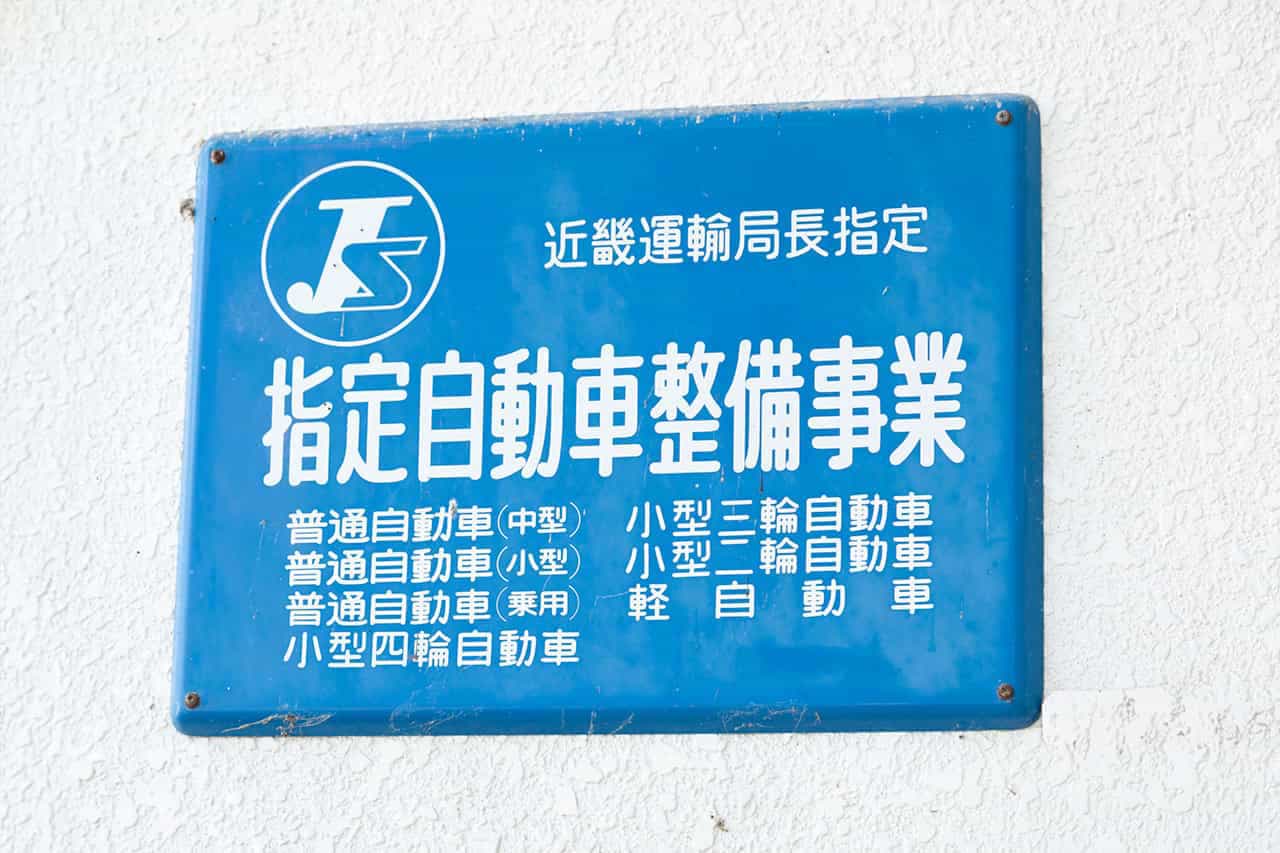 JS
近畿運輸局長指定
指定自動車整備事業
普通自動車(中型)
普通自動車(小型)
普通自動車(乗用)
小型四輪自動車
小型三輪自動車
小型二輪自動車
軽自動車